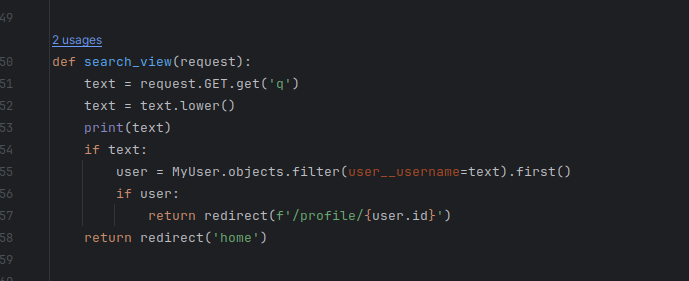 49
2 usages
50 def search_view(request):
51 text = request.GET.get('q')
52 text = text.lower()
53 print(text)
54 if text:
55 user = MyUser.objects.filter(user__username=text).first()
56 if user:
57 return redirect(f'/profile/{user.id}')
58 return redirect('home')
59